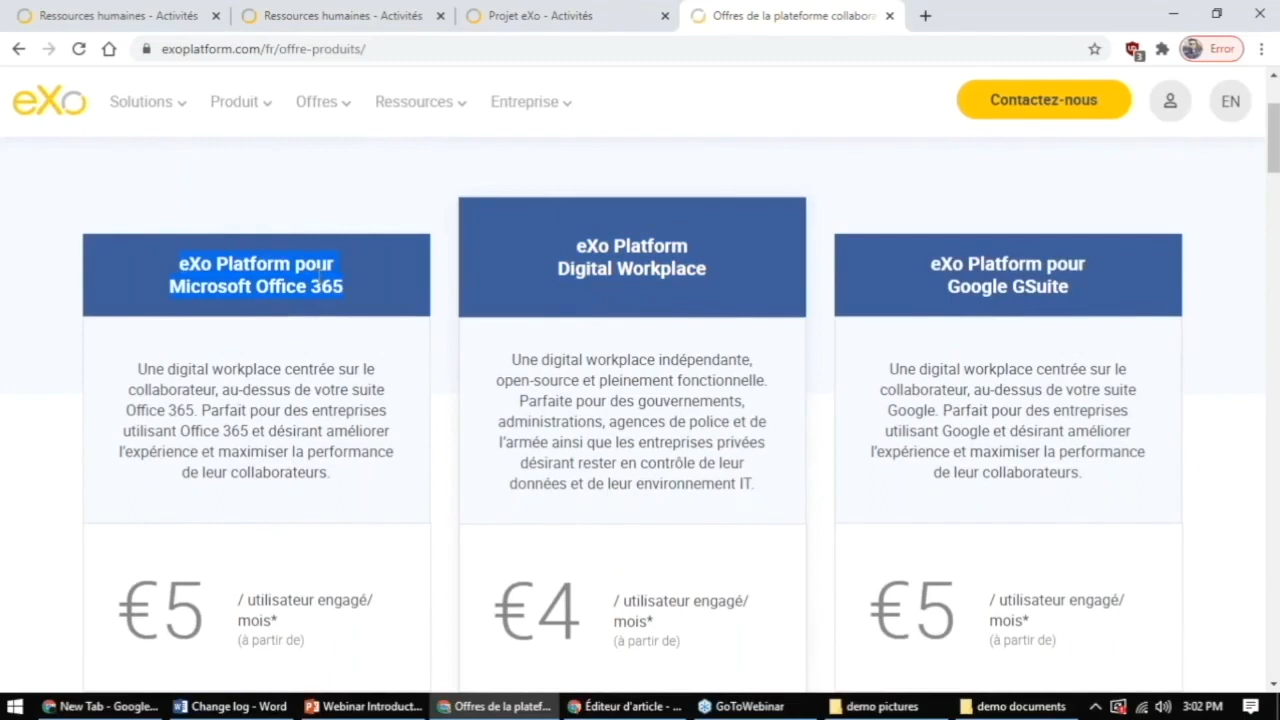 Ressources humaines - Activités
Ressources humaines - Activités
Projet eXo - Activités
Offres de la plateforme collabora
exoplatform.com/fr/offre-produits/
3
Error
eXo
Solutions
Produit
Offres
Ressources
Entreprise
Contactez-nous
EN
eXo Platform pour
Microsoft Office 365
Une digital workplace centrée sur le
collaborateur, au-dessus de votre suite
Office 365. Parfait pour des entreprises
utilisant Office 365 et désirant améliorer
l'expérience et maximiser la performance
de leur collaborateurs.
€5
/ utilisateur engagé/
mois*
(à partir de)
eXo Platform
Digital Workplace
Une digital workplace indépendante,
open-source et pleinement fonctionnelle.
Parfaite pour des gouvernements,
administrations, agences de police et de
l'armée ainsi que les entreprises privées
désirant rester en contrôle de leur
données et de leur environnement IT.
€4
/ utilisateur engagé/
mois*
(à partir de)
eXo Platform pour
Google GSuite
Une digital workplace centrée sur le
collaborateur, au-dessus de votre suite
Google. Parfait pour des entreprises
utilisant Google et désirant améliorer
l'expérience et maximiser la performance
de leur collaborateurs.
€5
/ utilisateur engagé/
mois*
(à partir de)
New Tab - Google...
Change log - Word
Webinar Introduct...
Offres de la platef...
Éditeur d'article - ...
GoToWebinar
demo pictures
demo documents
3:02 PM